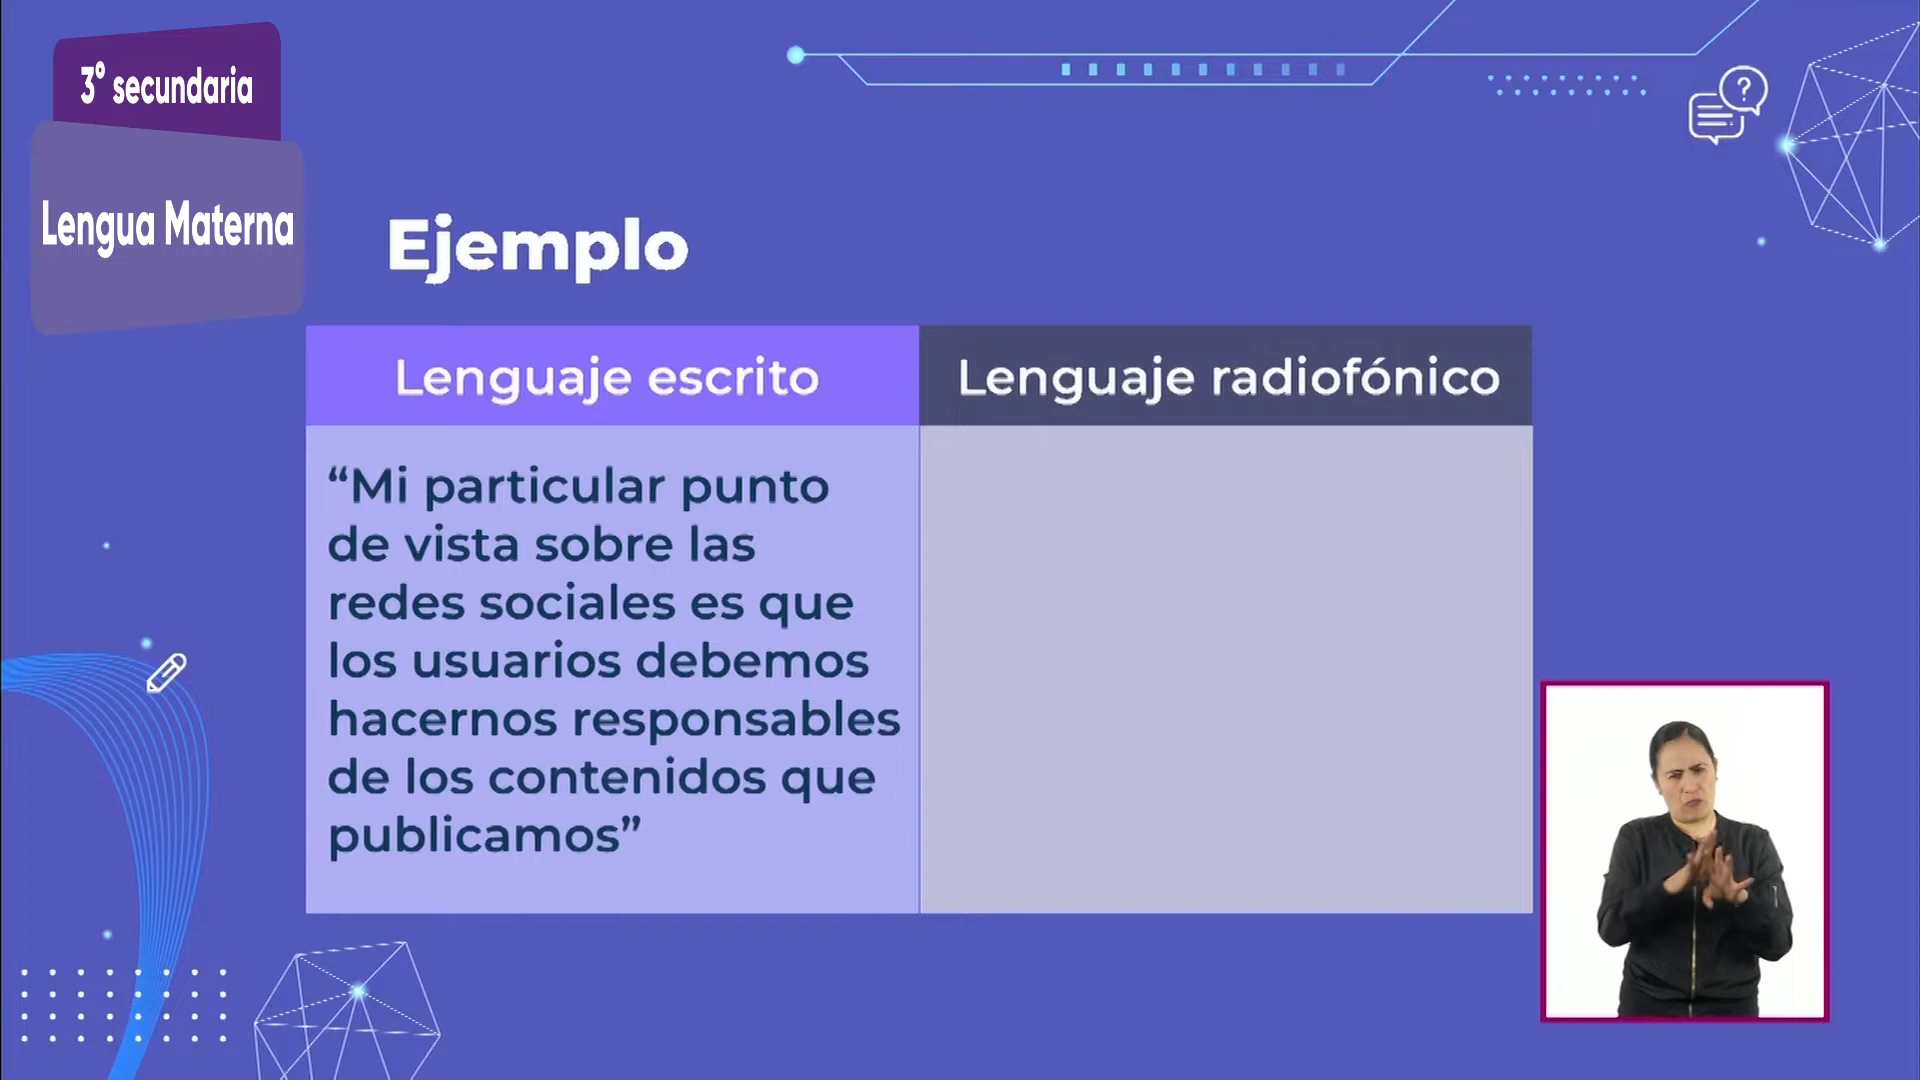 3° secundaria
Lengua Materna
?
Ejemplo
Lenguaje escrito
Lenguaje radiofónico
“Mi particular punto
de vista sobre las
redes sociales es que
los usuarios debemos
hacernos responsables
de los contenidos que
publicamos”